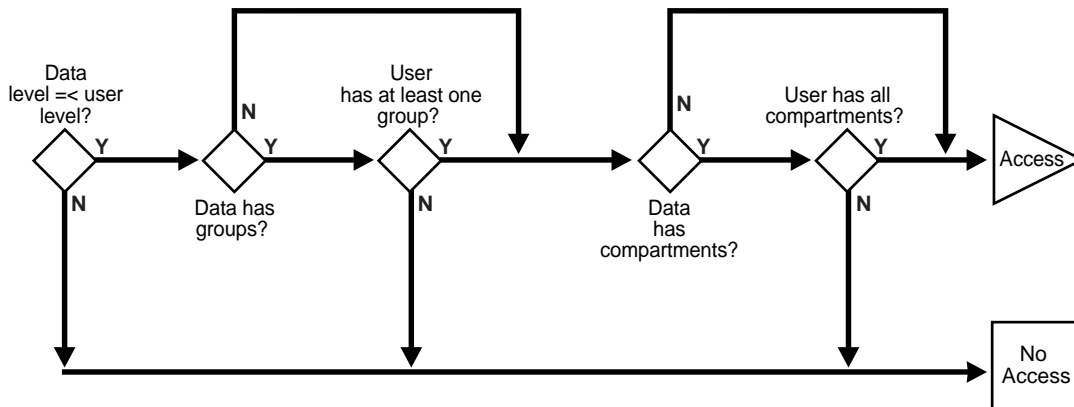 Data
level =< user
level?
Y
N
N
Y
Data has
groups?
User
has at least one
group?
Y
N
N
Y
Data
has
compartments?
User has all
compartments?
Y
N
Access
No
Access